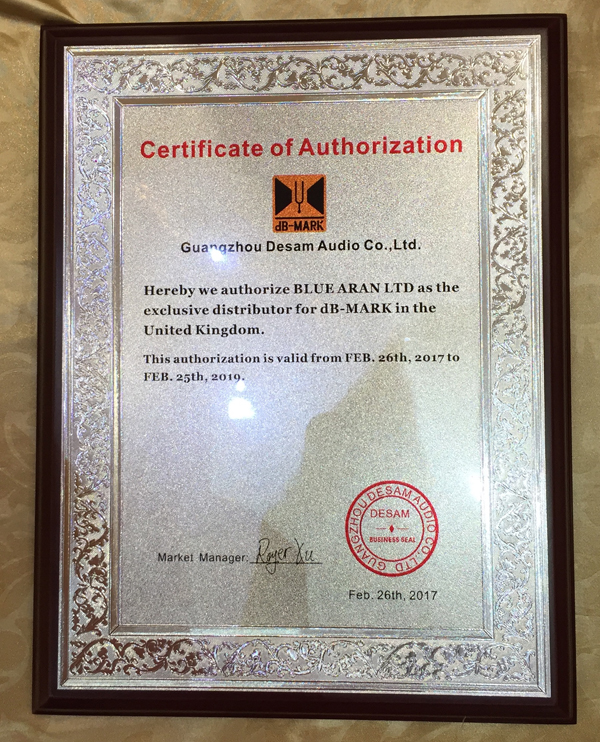 Certificate of Authorization
dB-MARK
Guangzhou Desam Audio Co.,Ltd.
Hereby we authorize BLUE ARAN LTD as the
exclusive distributor for dB-MARK in the
United Kingdom.
This authorization is valid from FEB. 26th, 2017 to
FEB. 25th, 2019.
GUANGZHOU DESAM AUDIO CO.,LTD.
DESAM
BUSINESS SEAL
Market Manager: Royer Xu
Feb. 26th, 2017